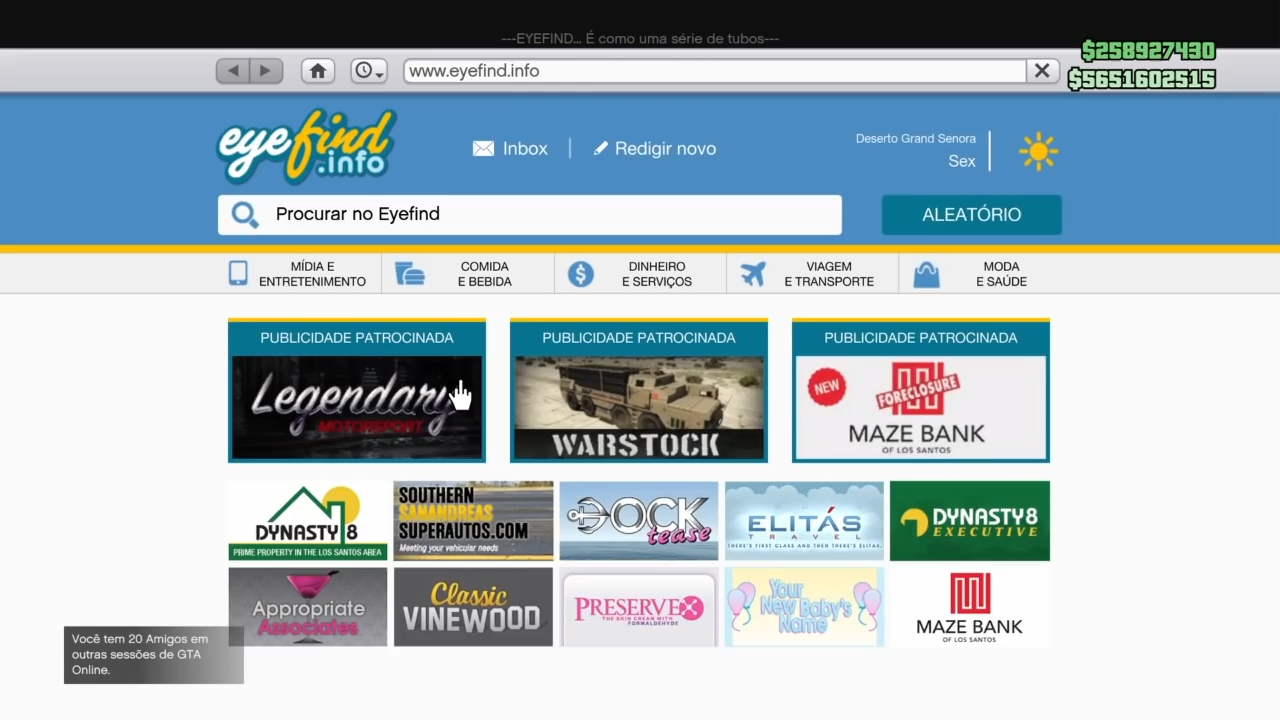 ---EYEFIND... É como uma série de tubos---
$258927430
www.eyefind.info
$5651602515
eyefind
.info
Inbox
Redigir novo
Deserto Grand Senora
Sex
Procurar no Eyefind
ALEATÓRIO
MÍDIA E
ENTRETENIMENTO
COMIDA
E BEBIDA
DINHEIRO
E SERVIÇOS
VIAGEM
E TRANSPORTE
MODA
E SAÚDE
PUBLICIDADE PATROCINADA
Legendary
MOTORSPORT
PUBLICIDADE PATROCINADA
WARSTOCK
PUBLICIDADE PATROCINADA
NEW
FORECLOSURE
MAZE BANK
OF LOS SANTOS
DYNASTY 8
PRIME PROPERTY IN THE LOS SANTOS AREA
SOUTHERN
SANANDREAS
SUPERAUTOS.COM
Meeting your vehicular needs
DOCK
tease
ELITÁS
TRAVEL
THERE'S FIRST CLASS AND THEN THERE'S ELITAS.
DYNASTY 8
EXECUTIVE
Appropriate
Associates
Classic
VINEWOOD
PRESERVEX
THE SKIN CREAM WITH
FORMALDEHYDE
Your
New Baby's
Name
MAZE BANK
OF LOS SANTOS
Você tem 20 Amigos em
outras sessões de GTA
Online.